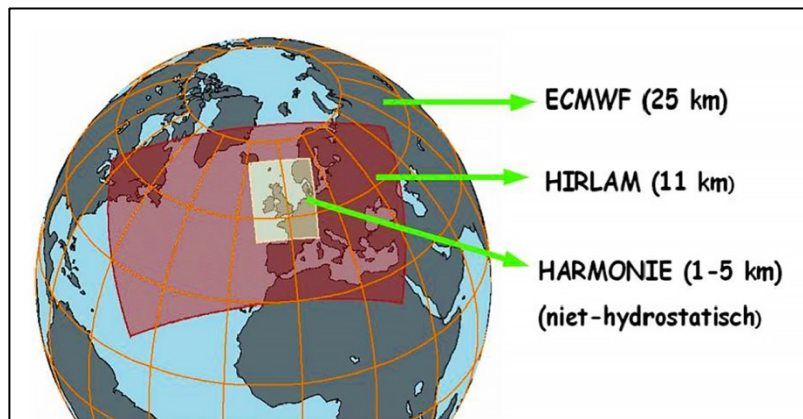 ECMWF (25 km)
HIRLAM (11 km)
HARMONIE (1-5 km)
(niet-hydrostatisch)